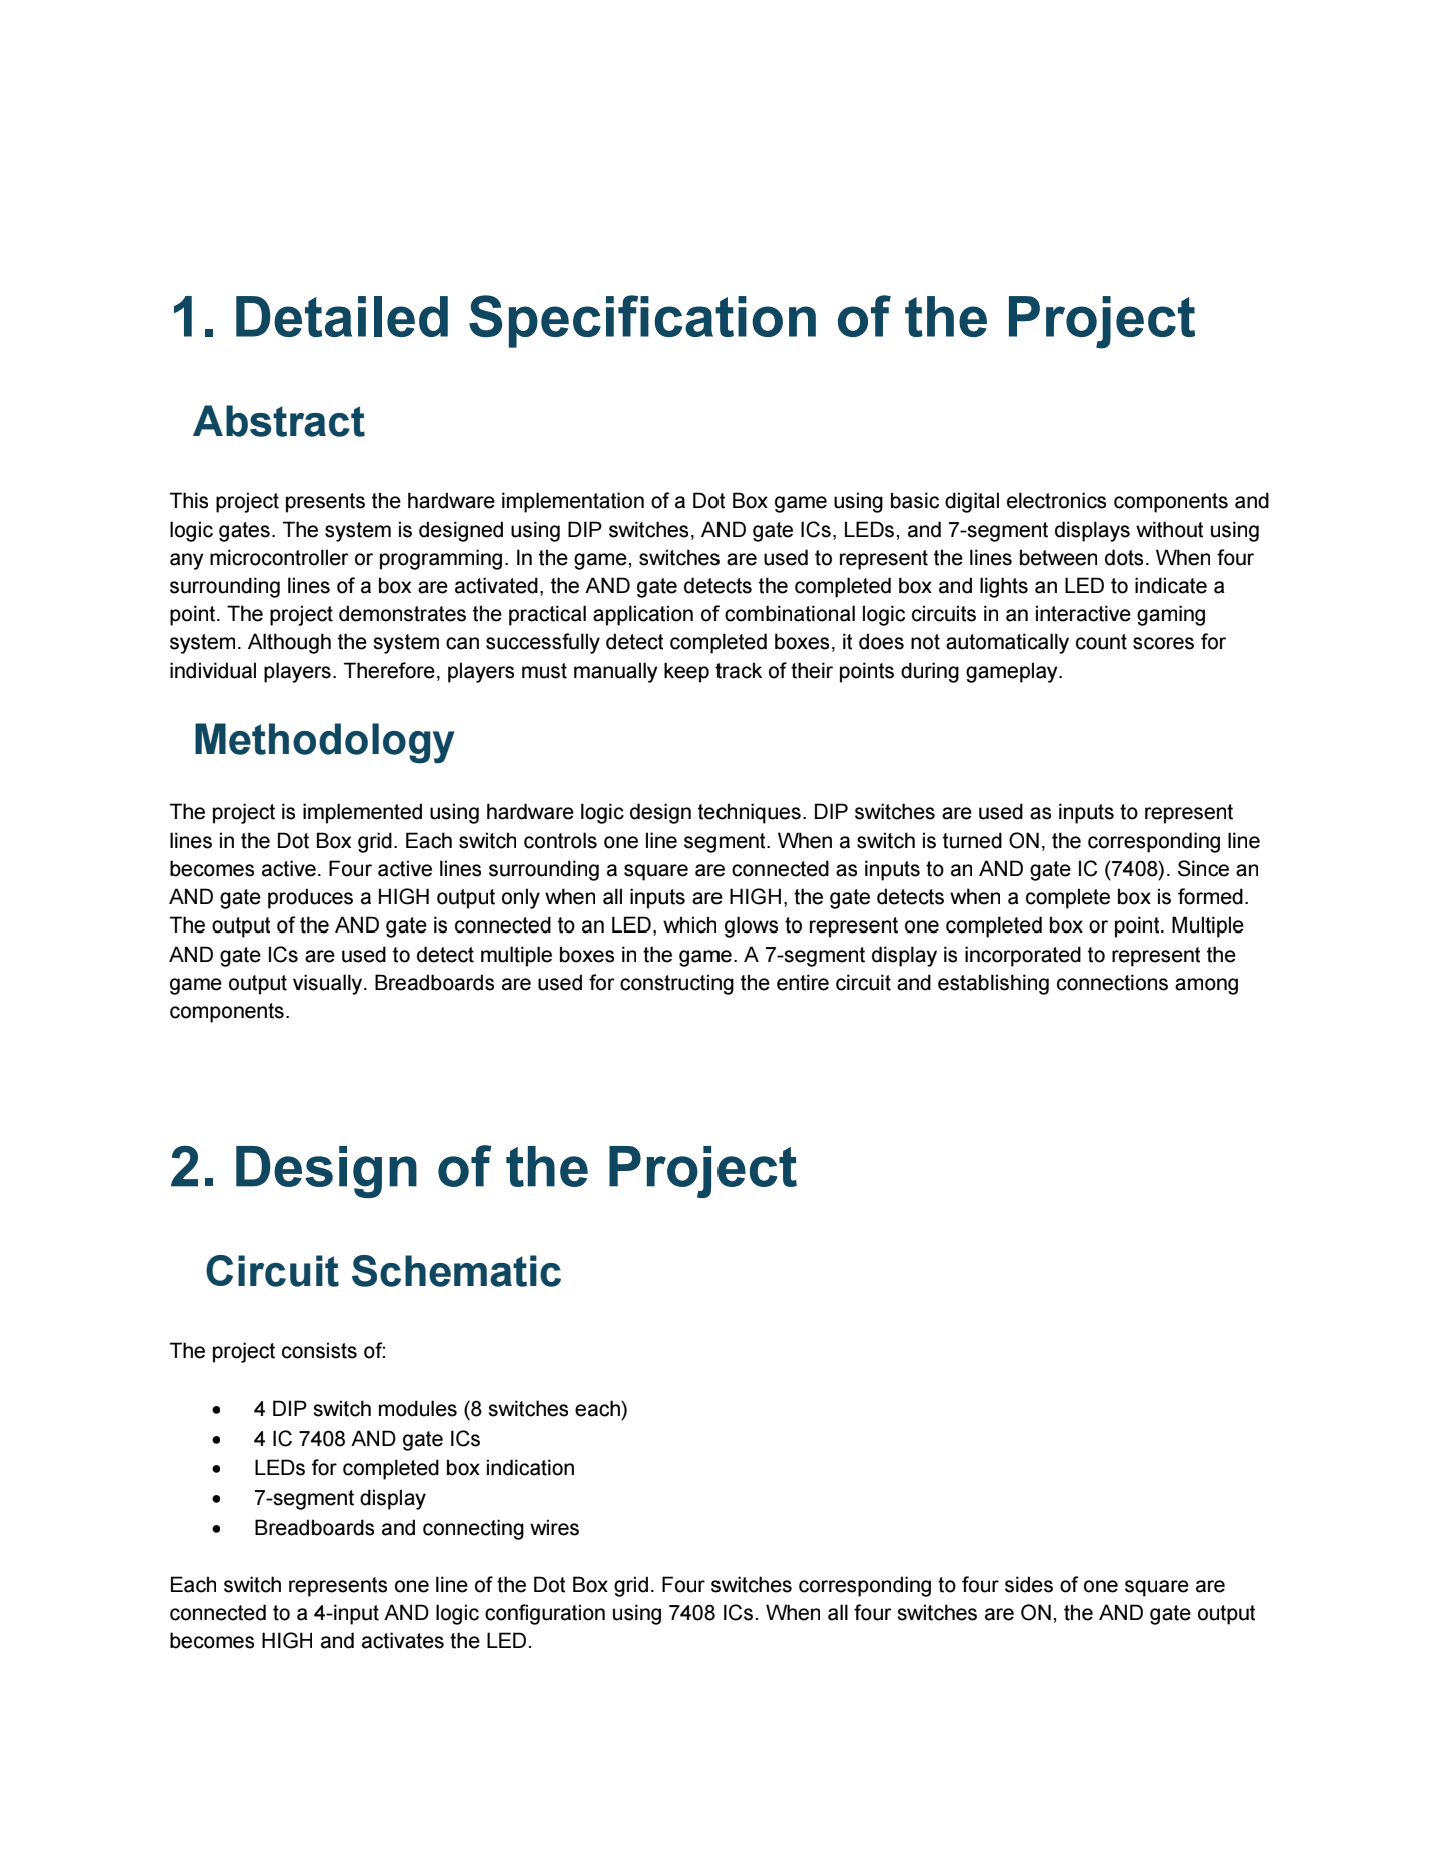 1. Detailed Specification of the Project
Abstract
This project presents the hardware implementation of a Dot Box game using basic digital electronics components and
logic gates. The system is designed using DIP switches, AND gate ICs, LEDs, and 7-segment displays without using
any microcontroller or programming. In the game, switches are used to represent the lines between dots. When four
surrounding lines of a box are activated, the AND gate detects the completed box and lights an LED to indicate a
point. The project demonstrates the practical application of combinational logic circuits in an interactive gaming
system. Although the system can successfully detect completed boxes, it does not automatically count scores for
individual players. Therefore, players must manually keep track of their points during gameplay.
Methodology
The project is implemented using hardware logic design techniques. DIP switches are used as inputs to represent
lines in the Dot Box grid. Each switch controls one line segment. When a switch is turned ON, the corresponding line
becomes active. Four active lines surrounding a square are connected as inputs to an AND gate IC (7408). Since an
AND gate produces a HIGH output only when all inputs are HIGH, the gate detects when a complete box is formed.
The output of the AND gate is connected to an LED, which glows to represent one completed box or point. Multiple
AND gate ICs are used to detect multiple boxes in the game. A 7-segment display is incorporated to represent the
game output visually. Breadboards are used for constructing the entire circuit and establishing connections among
components.
2. Design of the Project
Circuit Schematic
The project consists of:
• 4 DIP switch modules (8 switches each)
• 4 IC 7408 AND gate ICs
• LEDs for completed box indication
• 7-segment display
• Breadboards and connecting wires
Each switch represents one line of the Dot Box grid. Four switches corresponding to four sides of one square are
connected to a 4-input AND logic configuration using 7408 ICs. When all four switches are ON, the AND gate output
becomes HIGH and activates the LED.